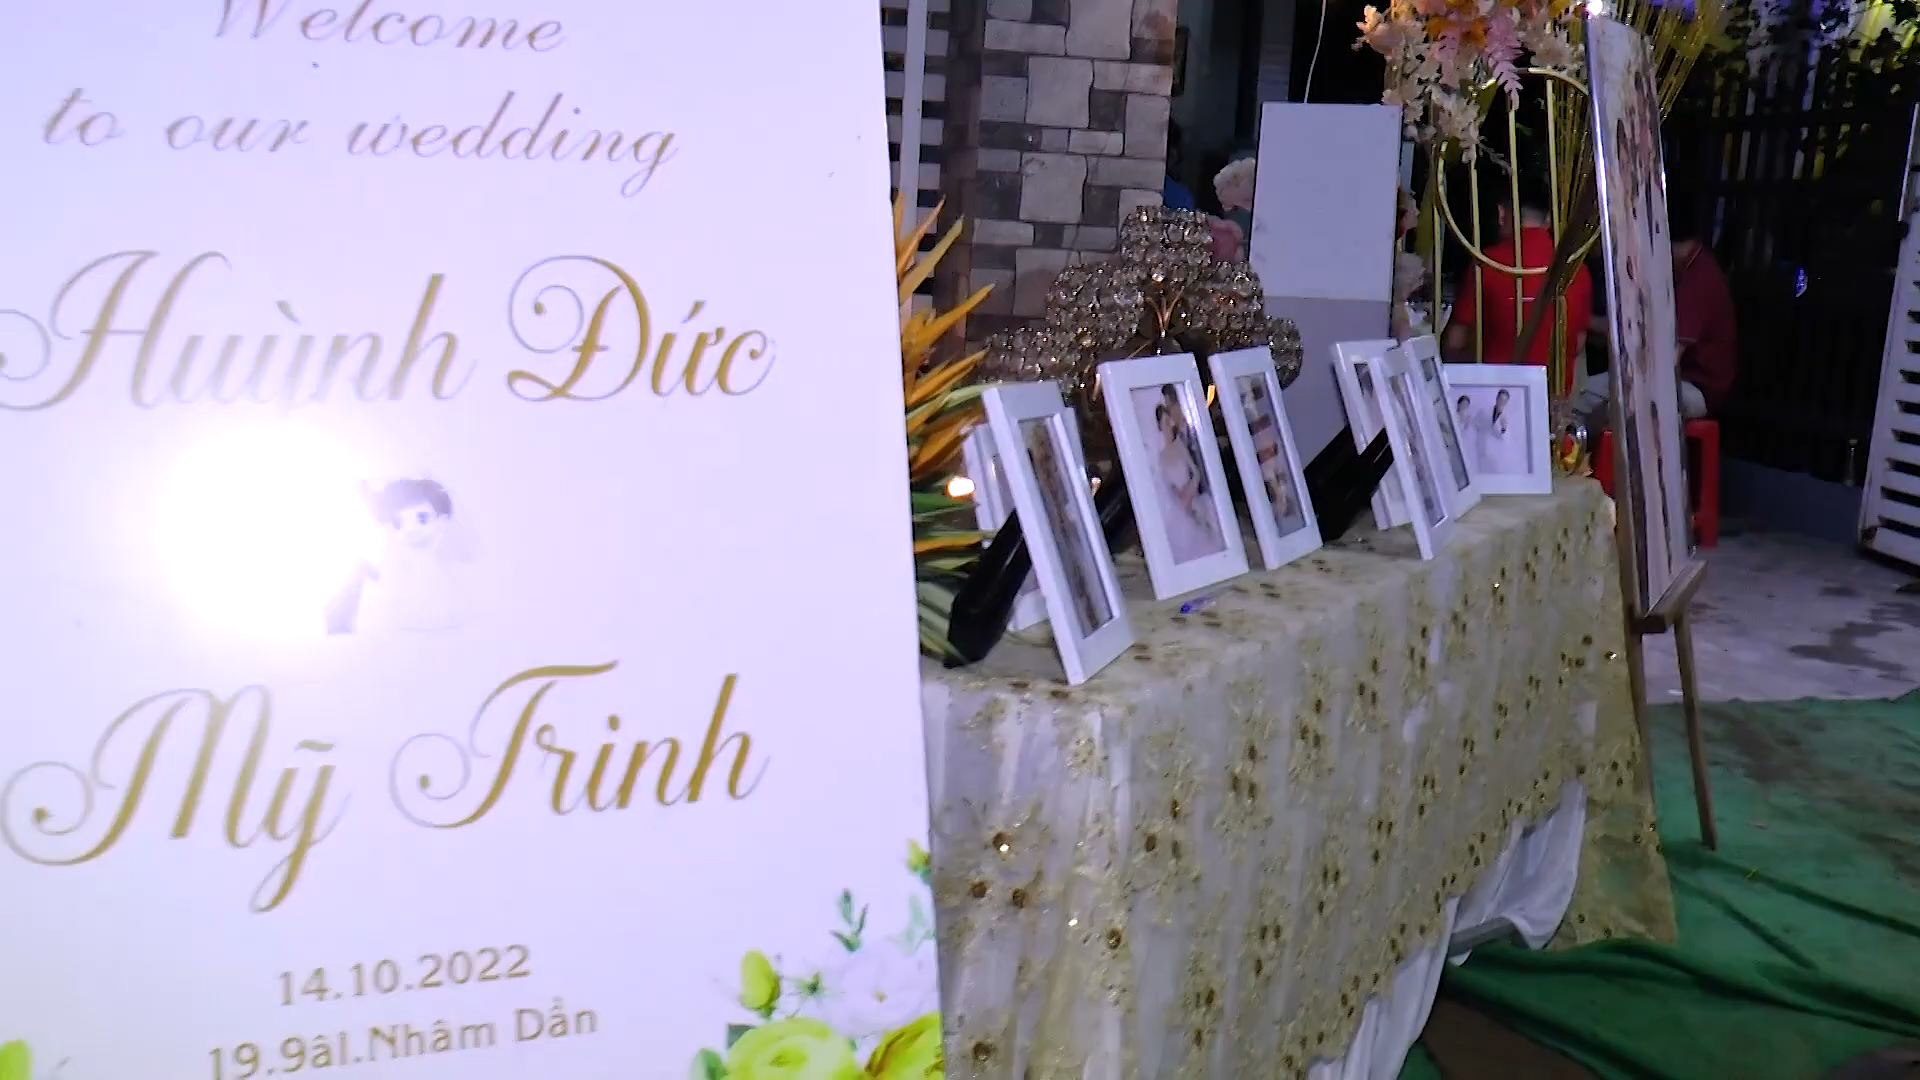 Welcome
to our wedding
Huỳnh Đức
Mỹ Trinh
14.10.2022
19.9âl.Nhâm Dần